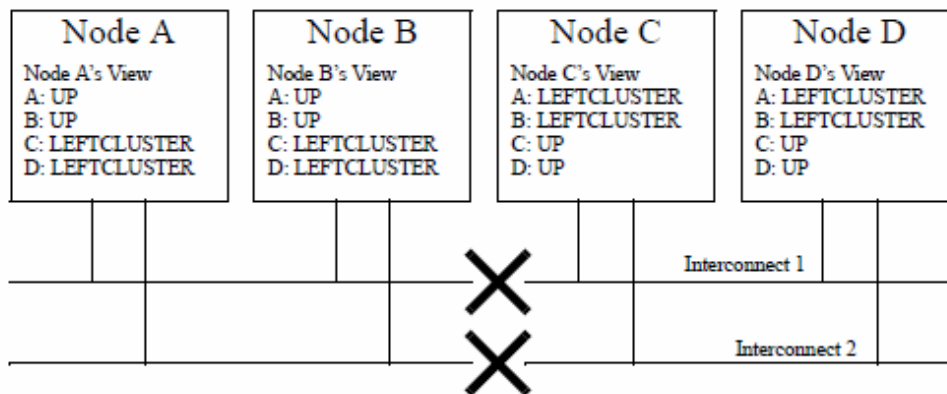 Node A
Node A's View
A: UP
B: UP
C: LEFTCLUSTER
D: LEFTCLUSTER
Node B
Node B's View
A: UP
B: UP
C: LEFTCLUSTER
D: LEFTCLUSTER
Node C
Node C's View
A: LEFTCLUSTER
B: LEFTCLUSTER
C: UP
D: UP
Node D
Node D's View
A: LEFTCLUSTER
B: LEFTCLUSTER
C: UP
D: UP
Interconnect 1
Interconnect 2